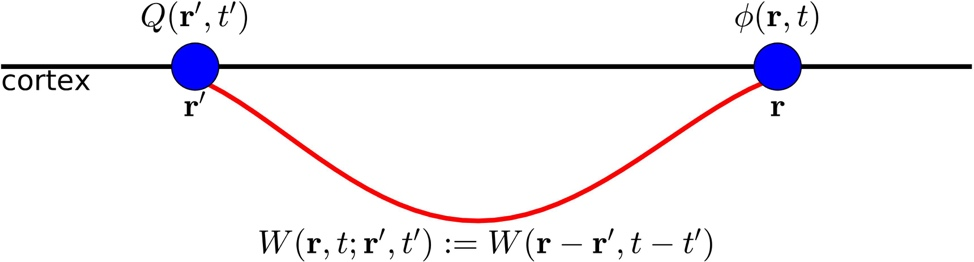 Q(r′, t′)
ϕ(r, t)
cortex
r′
r
W(r, t; r′, t′) := W(r − r′, t − t′)